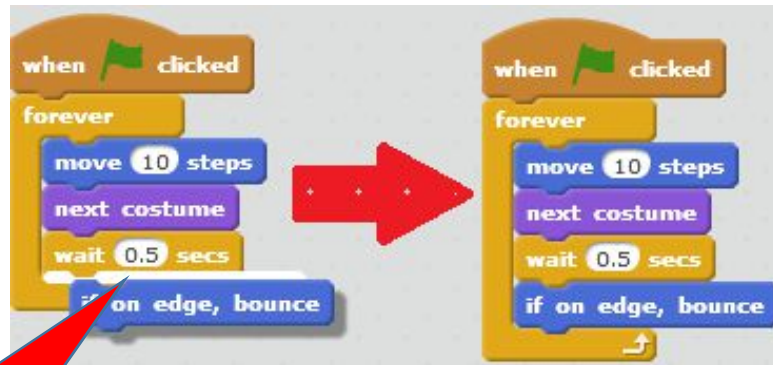 when clicked
forever
move 10 steps
next costume
wait 0.5 secs
if on edge, bounce
when clicked
forever
move 10 steps
next costume
wait 0.5 secs
if on edge, bounce